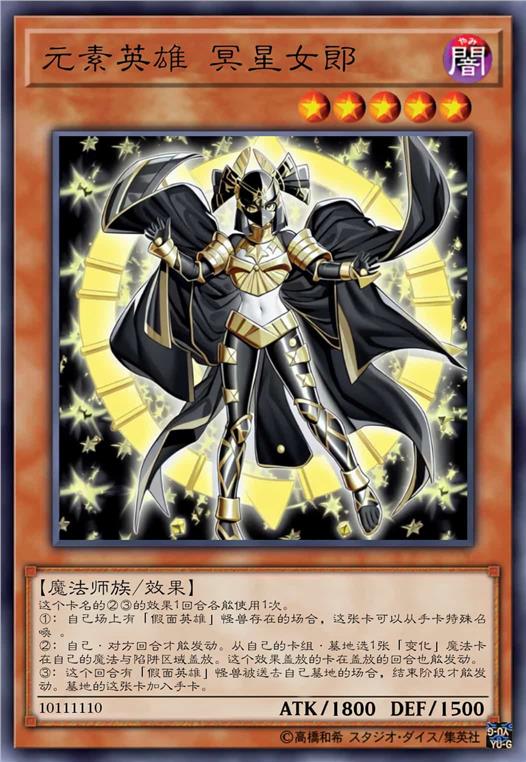 元素英雄 冥星女郎
やみ
闇
【魔法师族/效果】
这个卡名的②③的效果1回合各能使用1次。
①：自己场上有「假面英雄」怪兽存在的场合，这张卡可以从手卡特殊召
唤 。
②：自己·对方回合才能发动。从自己的卡组·墓地选1张「变化」魔法卡
在自己的魔法与陷阱区域盖放。这个效果盖放的卡在盖放的回合也能发动。
③：这个回合有「假面英雄」怪兽被送去自己墓地的场合，结束阶段才能发
动。墓地的这张卡加入手卡。
ATK/1800 DEF/1500
10111110
©高橋和希 スタジオ・ダイス/集英社
YU-G